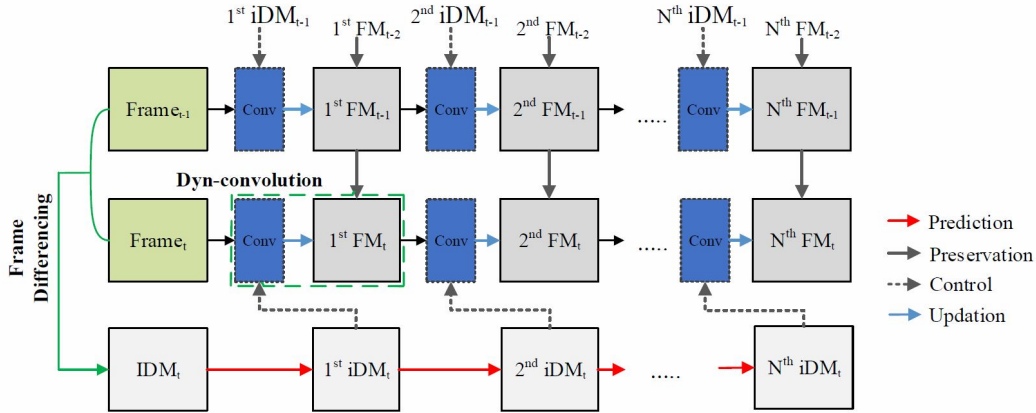 1st iDMt-1 1st FMt-2 2nd iDMt-1 2nd FMt-2 Nth iDMt-1 Nth FMt-2
Framet-1 Conv 1st FMt-1 Conv 2nd FMt-1 ..... Conv Nth FMt-1
Dyn-convolution
Framet Conv 1st FMt Conv 2nd FMt ..... Conv Nth FMt
Frame
Differencing
Prediction
Preservation
Control
Updation
IDMt 1st iDMt 2nd iDMt ..... Nth iDMt